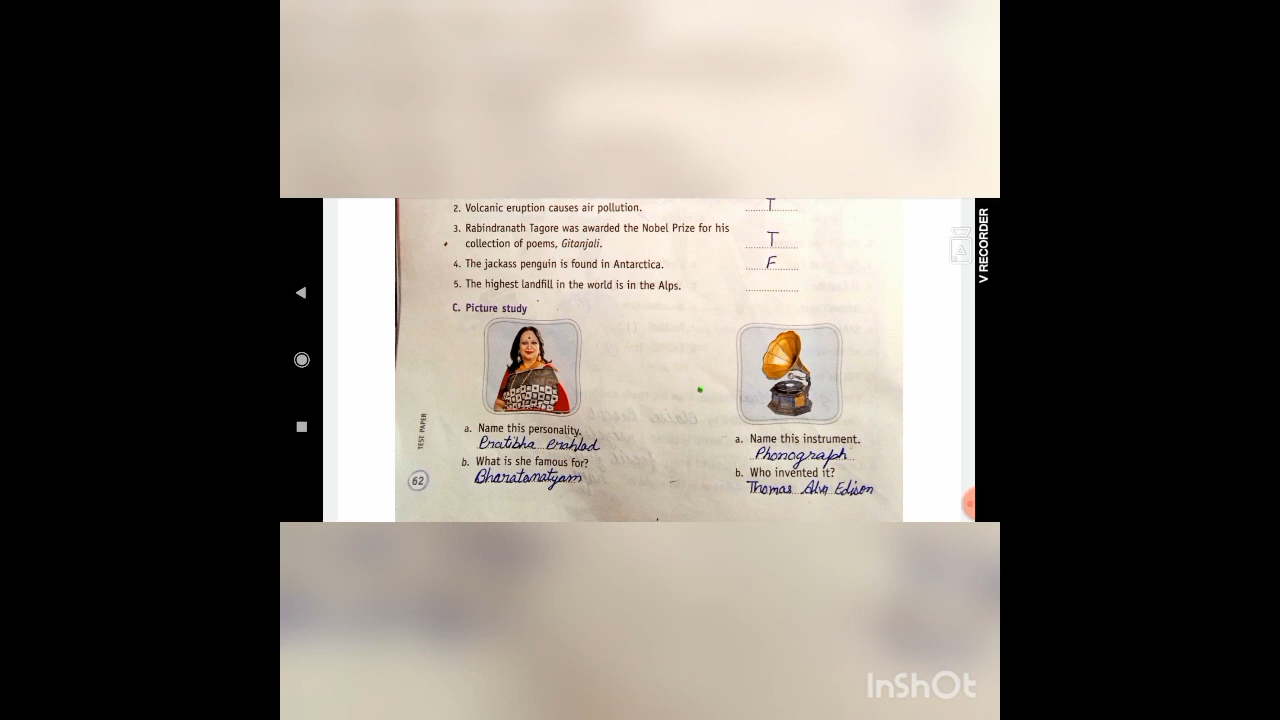 2. Volcanic eruption causes air pollution. T
3. Rabindranath Tagore was awarded the Nobel Prize for his
collection of poems, Gitanjali. T
4. The jackass penguin is found in Antarctica. F
5. The highest landfill in the world is in the Alps.
C. Picture study
a. Name this personality.
Pratibha Prahlad
b. What is she famous for?
Bharatanatyam
a. Name this instrument.
Phonograph
b. Who invented it?
Thomas Alva Edison
TEST PAPER
62
V RECORDER
InShOt